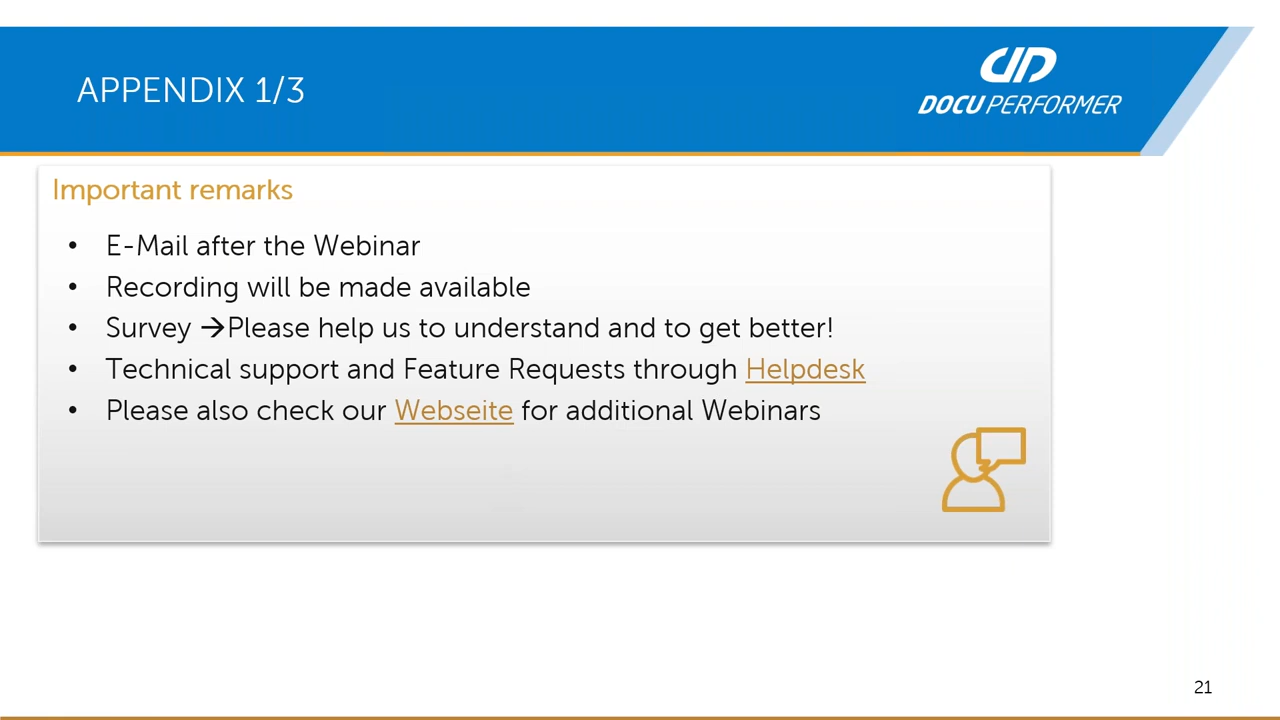 APPENDIX 1/3
DOCU PERFORMER
Important remarks
• E-Mail after the Webinar
• Recording will be made available
• Survey →Please help us to understand and to get better!
• Technical support and Feature Requests through Helpdesk
• Please also check our Webseite for additional Webinars
21